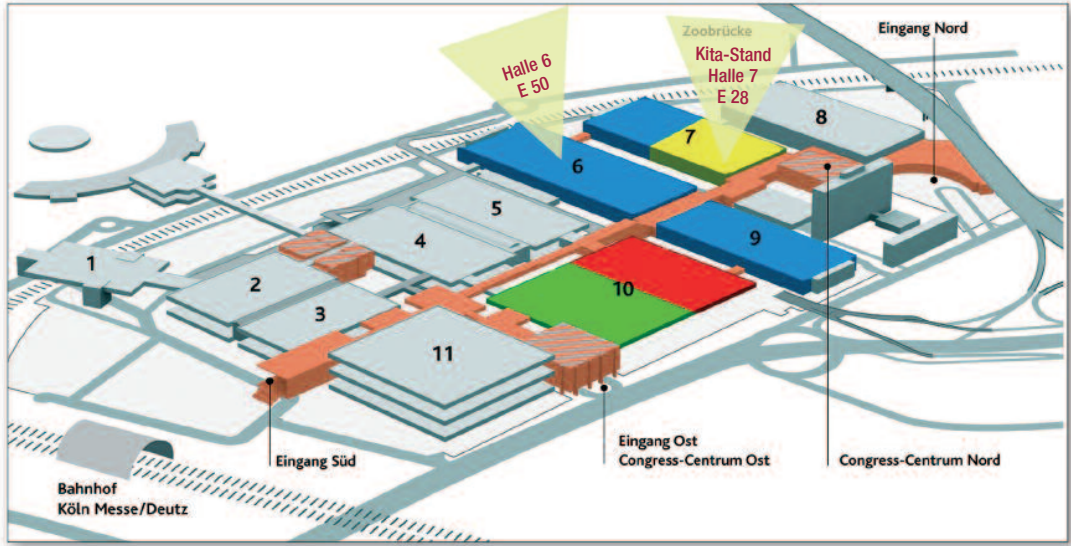 Zoobrücke
Eingang Nord
Halle 6
E 50
Kita-Stand
Halle 7
E 28
8
7
6
5
9
4
1
2
10
3
11
Eingang Süd
Eingang Ost
Congress-Centrum Ost
Congress-Centrum Nord
Bahnhof
Köln Messe/Deutz